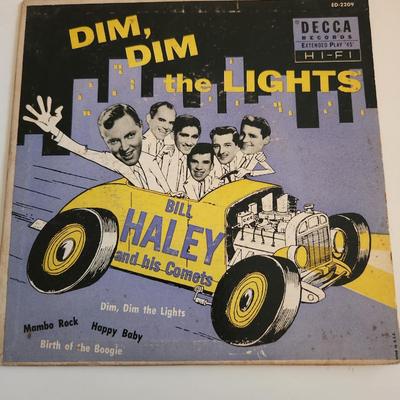 ED-2209
DIM,
DIM
the LIGHTS
DECCA
RECORDS
EXTENDED PLAY "45"
HI-FI
BILL
HALEY
and his Comets
Dim, Dim the Lights
Mambo Rock Happy Baby
Birth of the Boogie